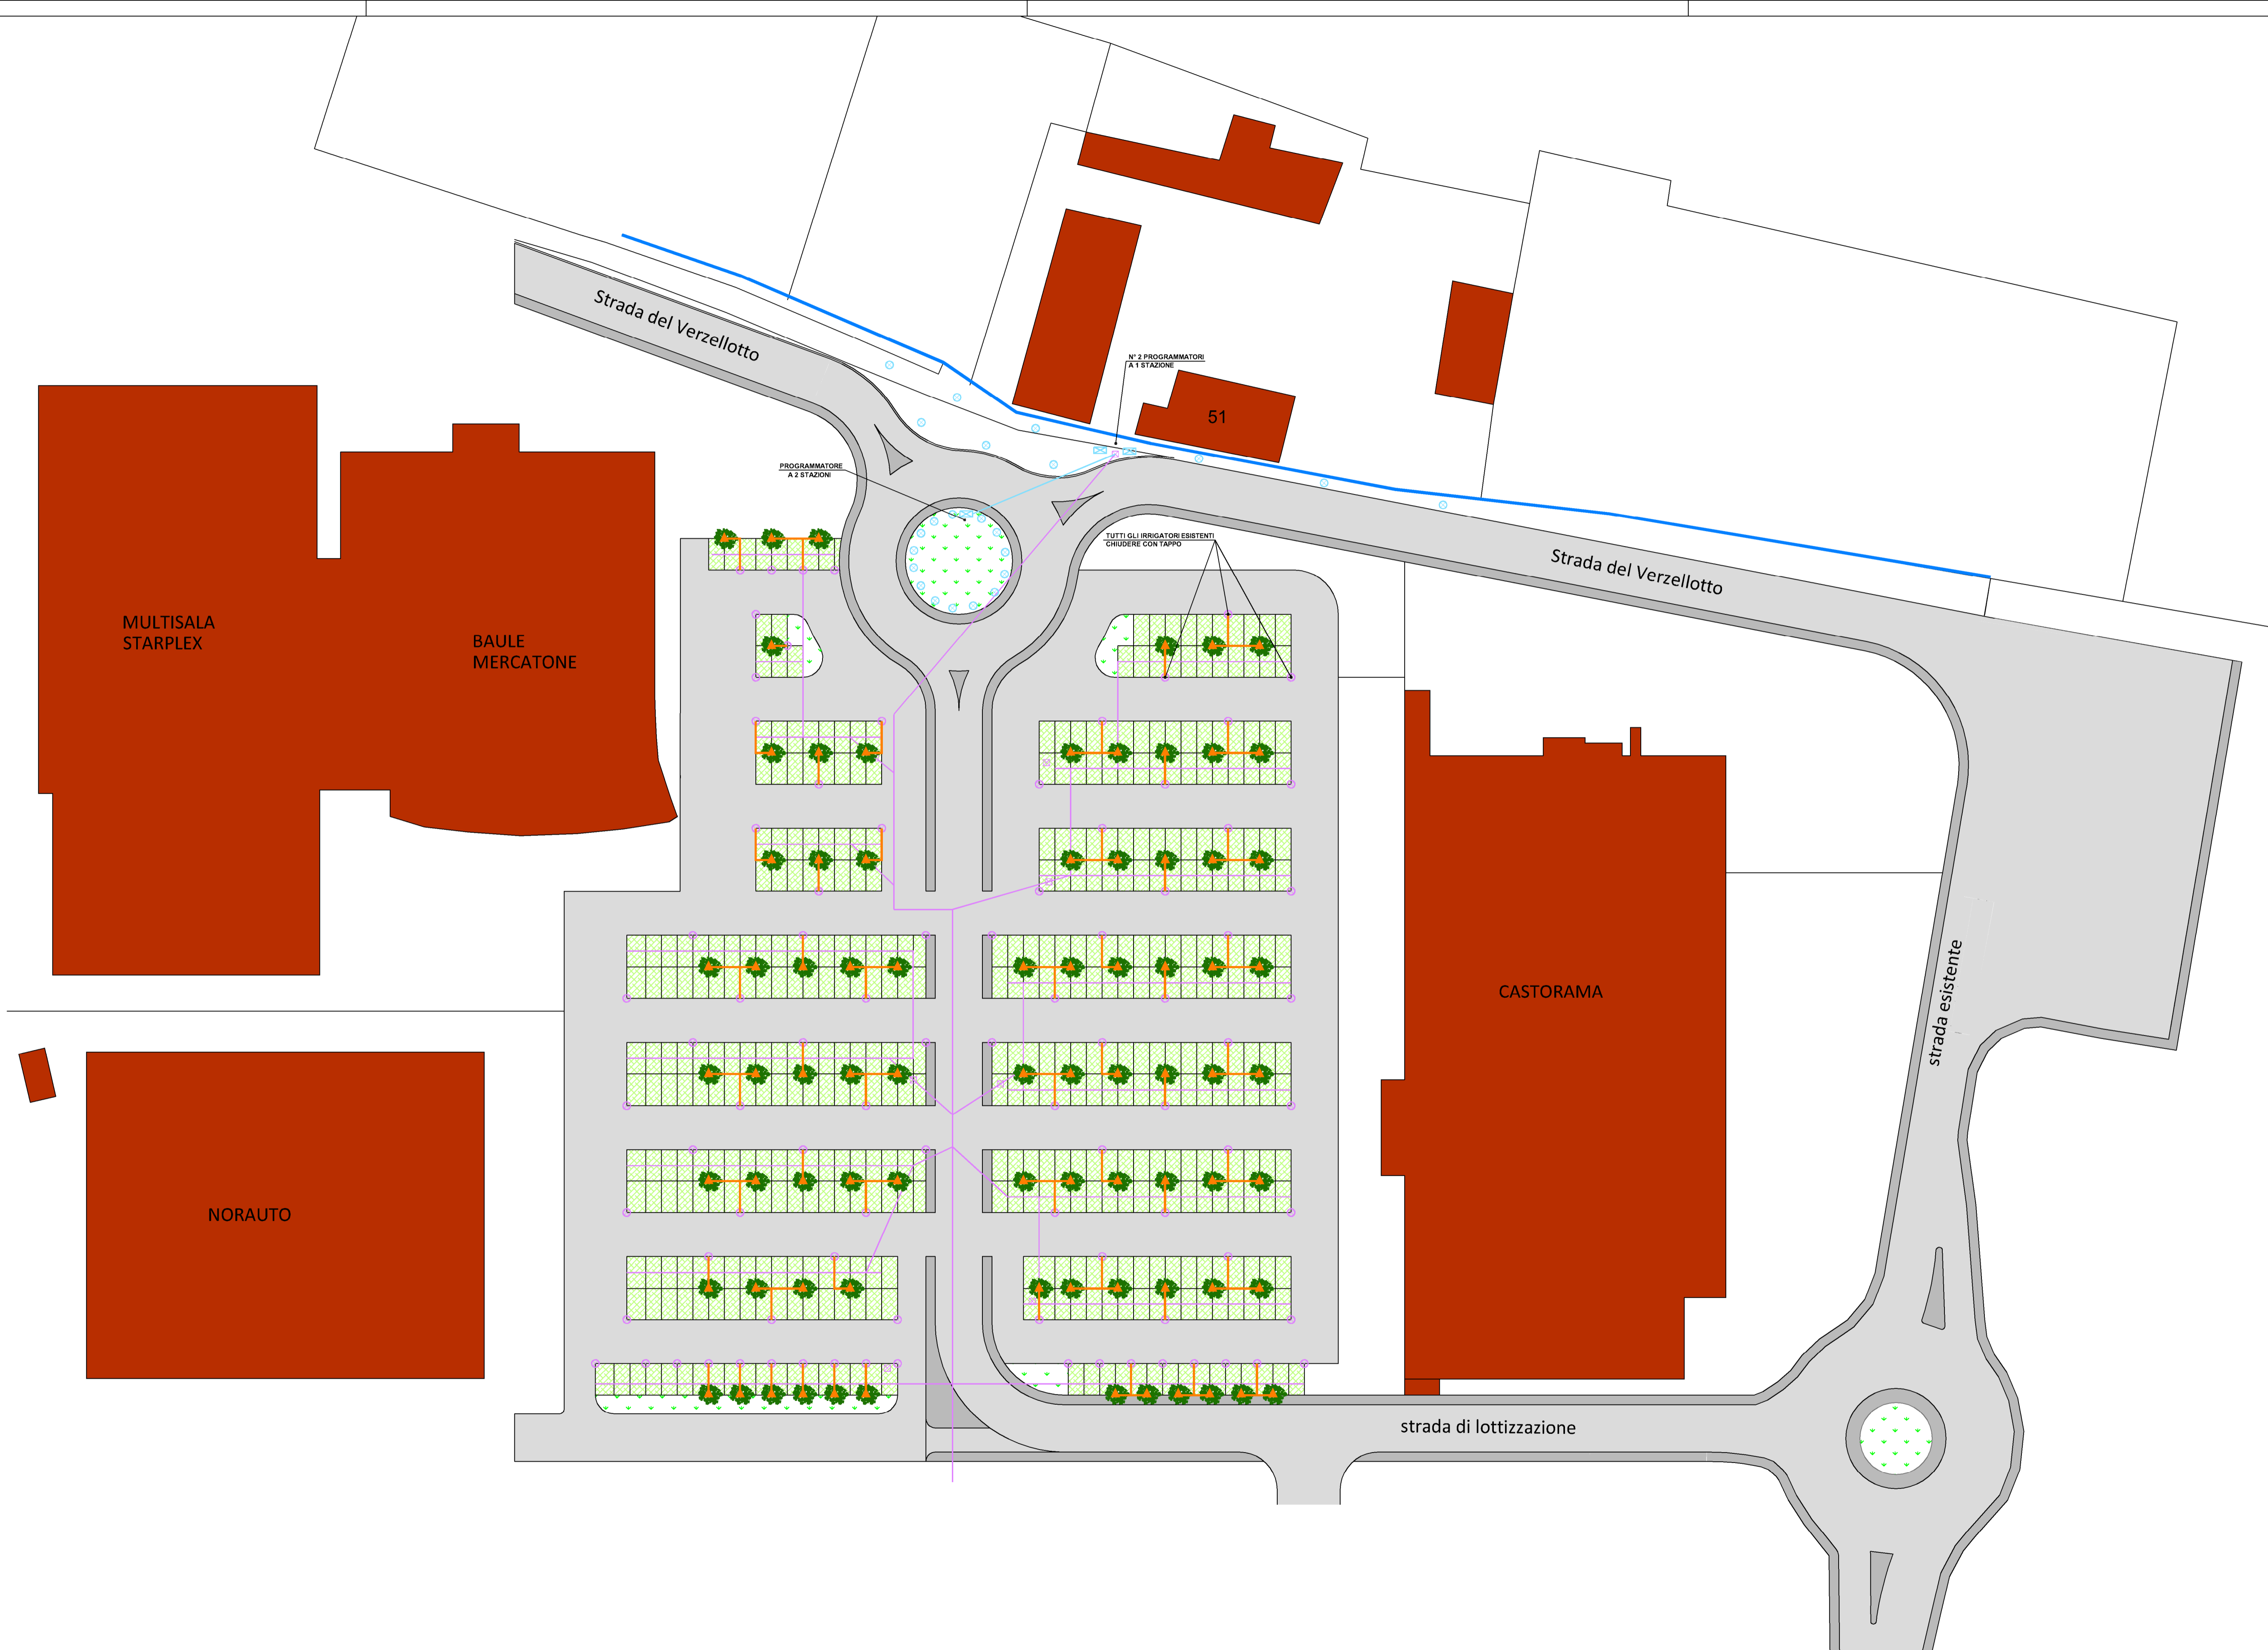 Strada del Verzellotto
N° 2 PROGRAMMATORI
A 1 STAZIONE
51
PROGRAMMATORE
A 2 STAZIONI
TUTTI GLI IRRIGATORI ESISTENTI
CHIUDERE CON TAPPO
Strada del Verzellotto
MULTISALA
STARPLEX
BAULE
MERCATONE
CASTORAMA
strada esistente
NORAUTO
strada di lottizzazione